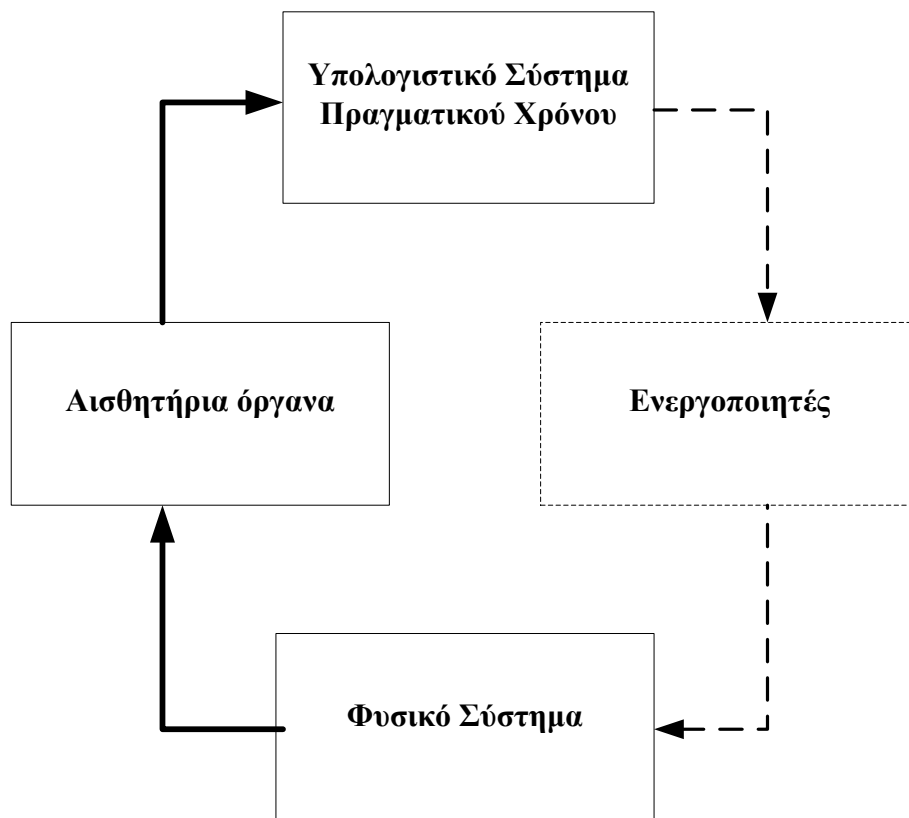 Υπολογιστικό Σύστημα
Πραγματικού Χρόνου
Αισθητήρια όργανα
Ενεργοποιητές
Φυσικό Σύστημα